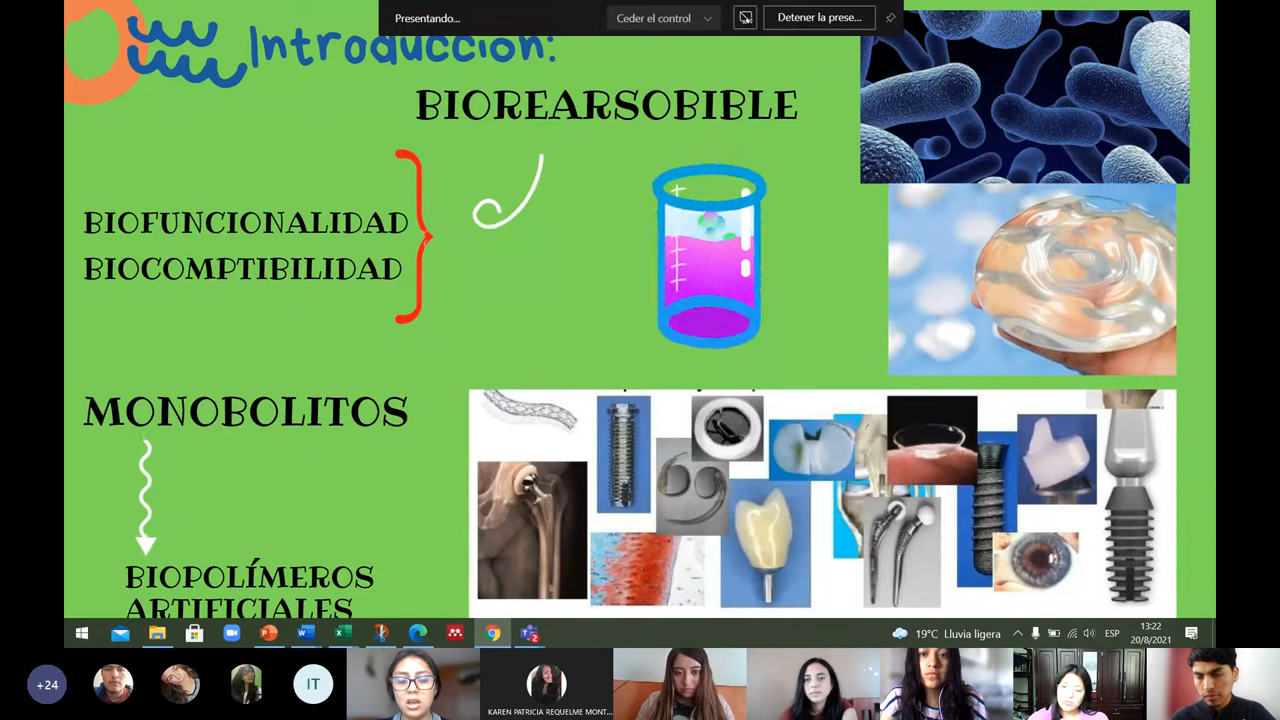 Presentando...
Ceder el control
Detener la prese...
Introducción:
BIOREARSOBIBLE
BIOFUNCIONALIDAD
BIOCOMPTIBILIDAD
MONOBOLITOS
BIOPOLÍMEROS
ARTIFICIALES
19°C Lluvia ligera
ESP
13:22
20/8/2021
+24
IT
KAREN PATRICIA REQUELME MONT...